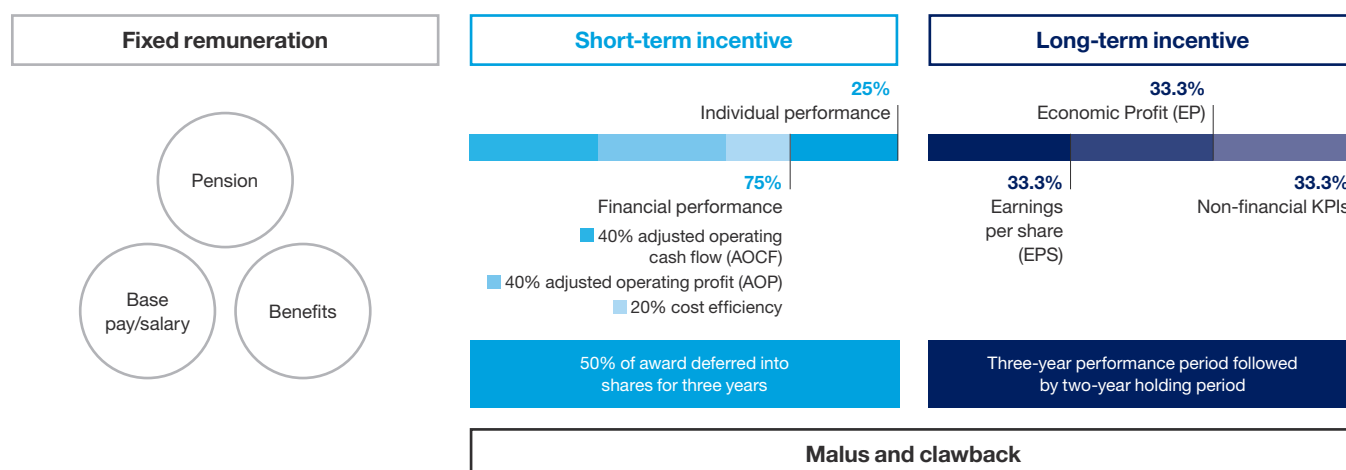 Fixed remuneration
Pension
Base
pay/salary
Benefits
Short-term incentive
25%
Individual performance
75%
Financial performance
40% adjusted operating
cash flow (AOCF)
40% adjusted operating profit (AOP)
20% cost efficiency
50% of award deferred into
shares for three years
Long-term incentive
33.3%
Economic Profit (EP)
33.3%
Earnings
per share
(EPS)
33.3%
Non-financial KPIs
Three-year performance period followed
by two-year holding period
Malus and clawback